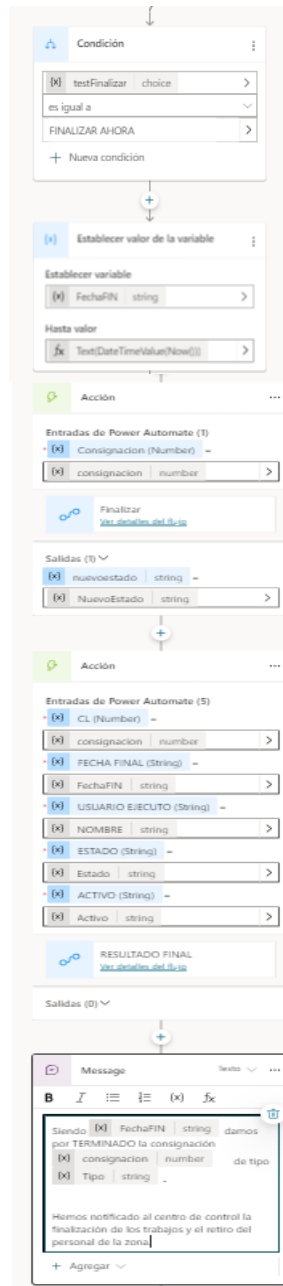 Condición
{x} testFinalizar choice
es igual a
FINALIZAR AHORA
+ Nueva condición
{x} Establecer valor de la variable
Establecer variable
{x} FechaFIN string
Hasta valor
fx Text(DateTimeValue(Now()))
Acción
Entradas de Power Automate (1)
* {x} Consignacion (Number) =
{x} consignacion number
Finalizar
Ver detalles del flujo
Salidas (1)
{x} nuevoestado string =
{x} NuevoEstado string
Acción
Entradas de Power Automate (5)
* {x} CL (Number) =
{x} consignacion number
* {x} FECHA FINAL (String) =
{x} FechaFIN string
* {x} USUARIO EJECUTO (String) =
{x} NOMBRE string
* {x} ESTADO (String) =
{x} Estado string
* {x} ACTIVO (String) =
{x} Activo string
RESULTADO FINAL
Ver detalles del flujo
Salidas (0)
Message Texto
B I {x} fx
Siendo {x} FechaFIN string damos
por TERMINADO la consignación
{x} consignacion number de tipo
{x} Tipo string .
Hemos notificado al centro de control la
finalización de los trabajos y el retiro del
personal de la zona.
+ Agregar